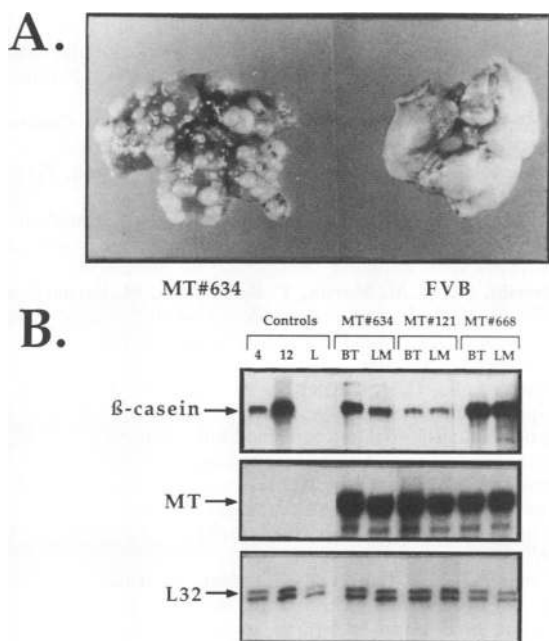 A.
MT#634 FVB
B.
Controls MT#634 MT#121 MT#668
4 12 L BT LM BT LM BT LM
ß-casein
MT
L32